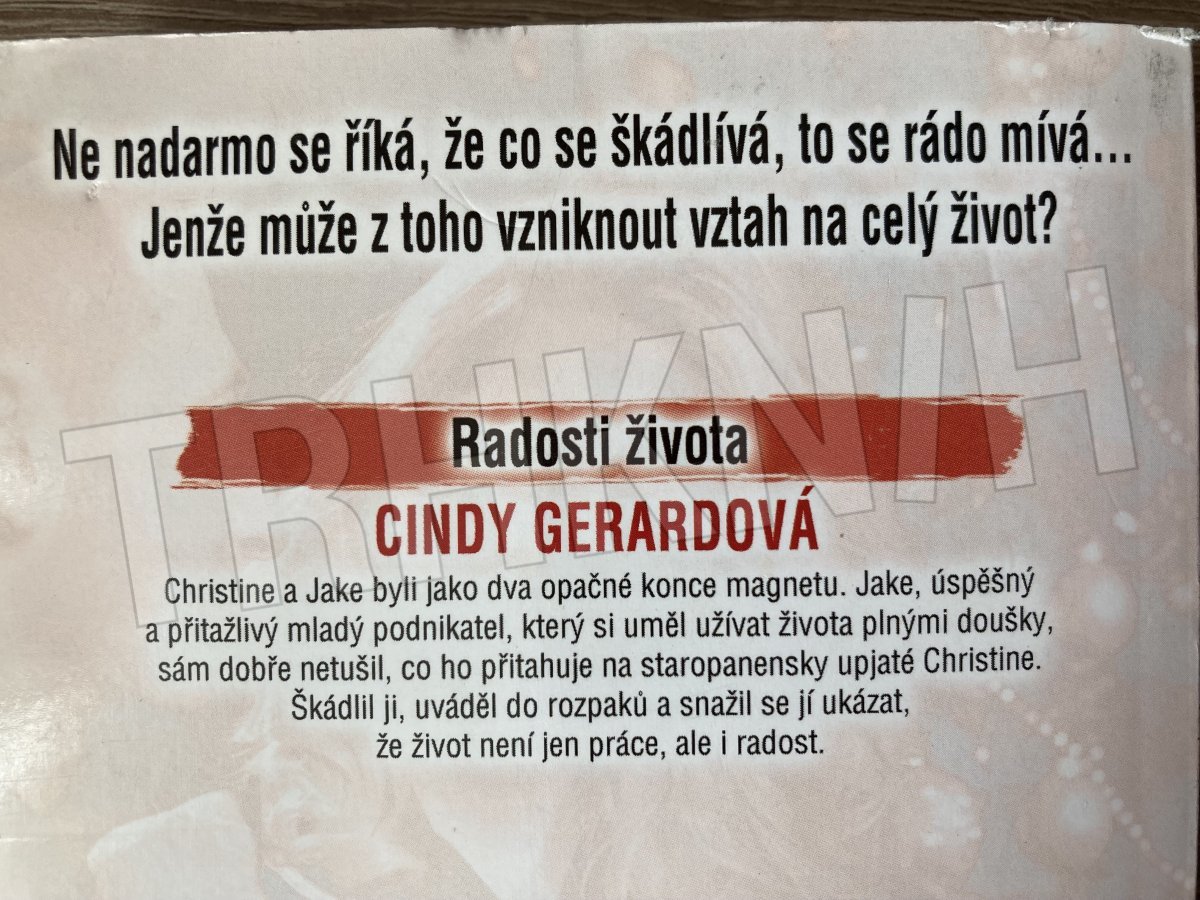 Ne nadarmo se říká, že co se škádlívá, to se rádo mívá...
Jenže může z toho vzniknout vztah na celý život?
TRHKNIH
Radosti života
CINDY GERARDOVÁ
Christine a Jake byli jako dva opačné konce magnetu. Jake, úspěšný
a přitažlivý mladý podnikatel, který si uměl užívat života plnými doušky,
sám dobře netušil, co ho přitahuje na staropanensky upjaté Christine.
Škádlil ji, uváděl do rozpaků a snažil se jí ukázat,
že život není jen práce, ale i radost.